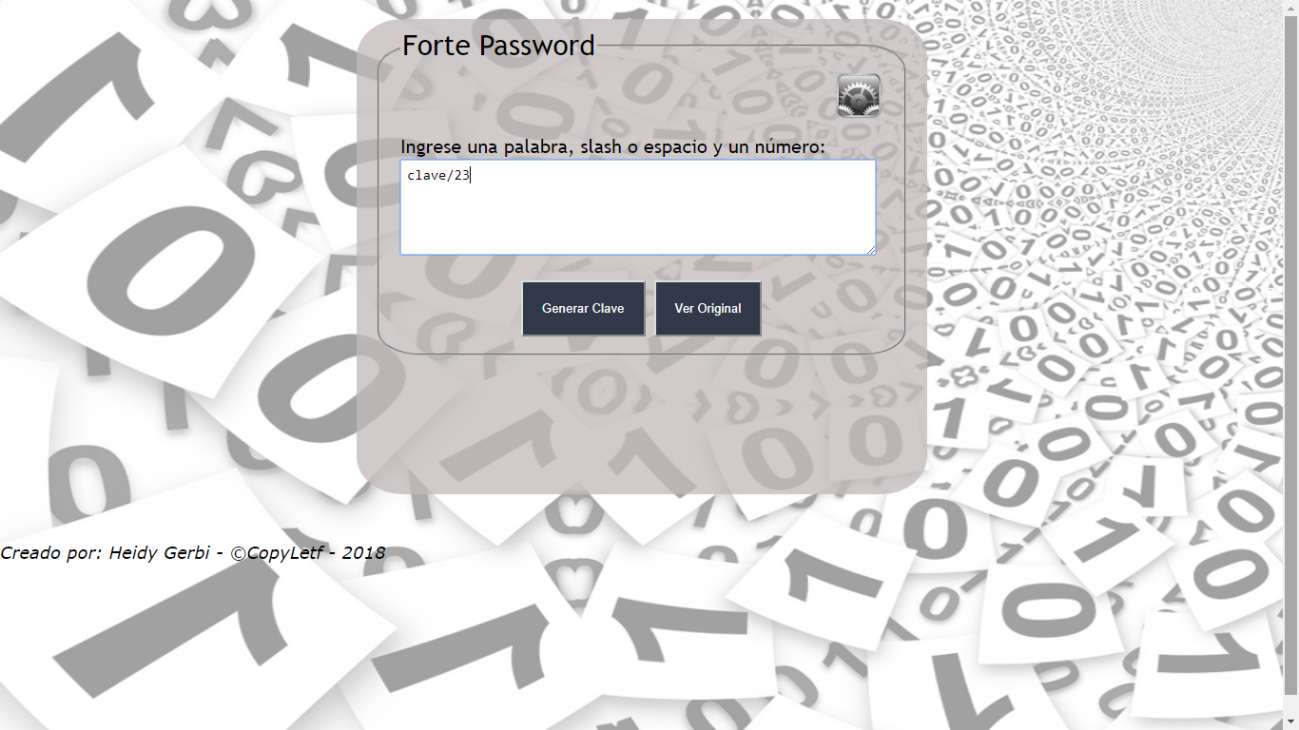 Forte Password
Ingrese una palabra, slash o espacio y un número:
clave/23
Generar Clave
Ver Original
Creado por: Heidy Gerbi - ©CopyLetf - 2018